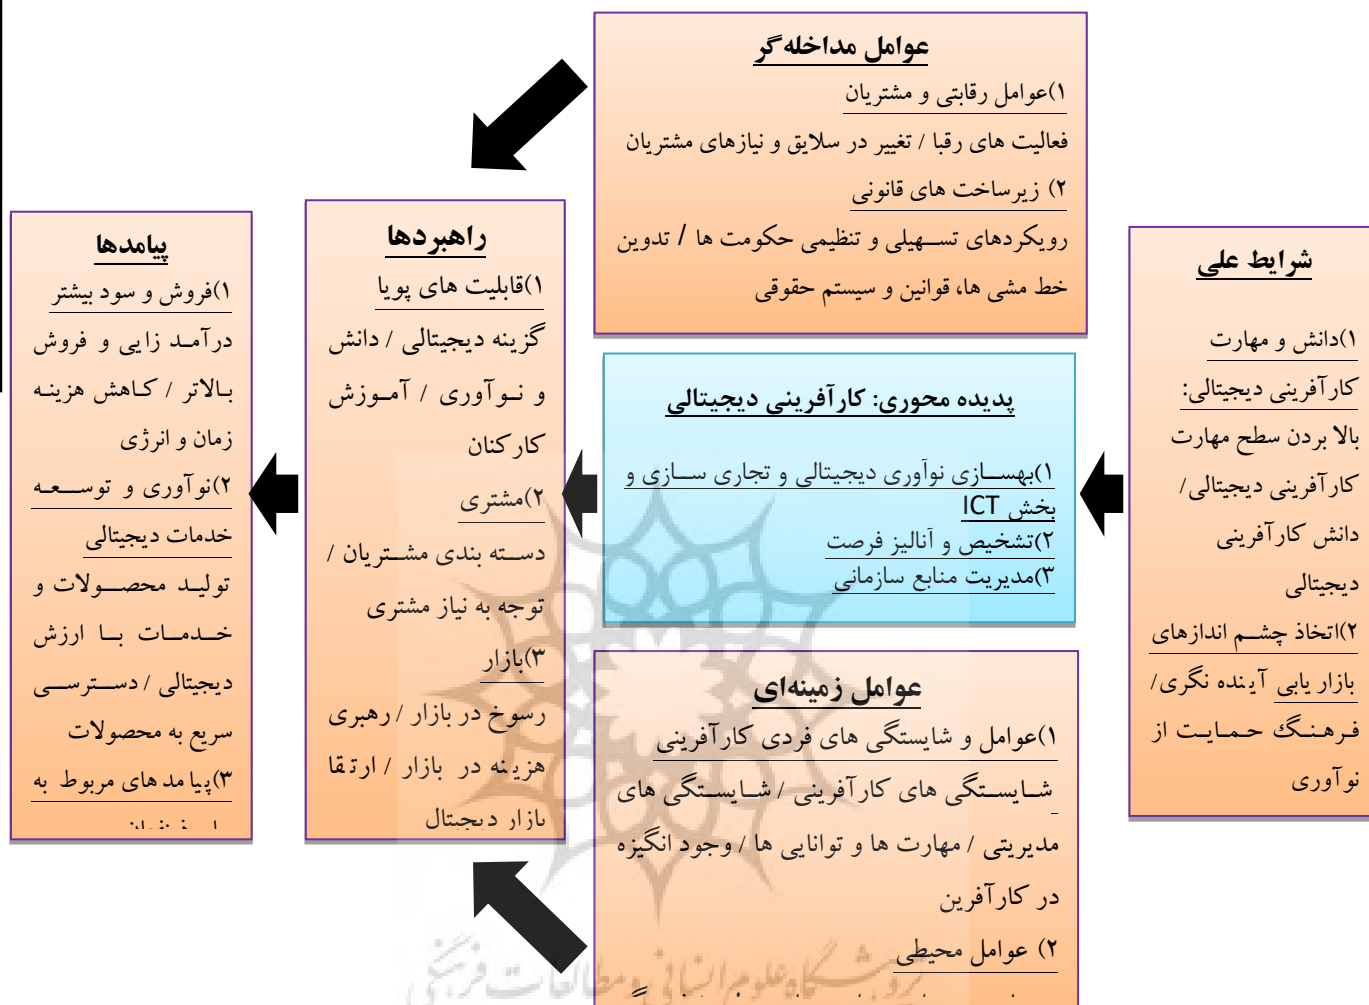 عوامل مداخله‌گر
۱)عوامل رقابتی و مشتریان
فعالیت های رقبا / تغییر در سلایق و نیازهای مشتریان
۲) زیرساخت های قانونی
رویکردهای تسهیلی و تنظیمی حکومت ها / تدوین
خط مشی ها، قوانین و سیستم حقوقی
شرایط علی
۱)دانش و مهارت
کارآفرینی دیجیتالی:
بالا بردن سطح مهارت
کارآفرینی دیجیتالی/
دانش کارآفرینی
دیجیتالی
۲)اتخاذ چشم اندازهای
بازار یابی آینده نگری/
فرهنگ حمایت از
نوآوری
پدیده محوری: کارآفرینی دیجیتالی
۱)بهسازی نوآوری دیجیتالی و تجاری سازی و
بخش ICT
۲)تشخیص و آنالیز فرصت
۳)مدیریت منابع سازمانی
عوامل زمینه‌ای
۱)عوامل و شایستگی های فردی کارآفرینی
شایستگی های کارآفرینی / شایستگی های
مدیریتی / مهارت ها و توانایی ها / وجود انگیزه
در کارآفرین
۲) عوامل محیطی
راهبردها
۱)قابلیت های پویا
گزینه دیجیتالی / دانش
و نوآوری / آموزش
کارکنان
۲)مشتری
دسته بندی مشتریان /
توجه به نیاز مشتری
۳)بازار
رسوخ در بازار / رهبری
هزینه در بازار / ارتقا
بازار دیجیتال
پیامدها
۱)فروش و سود بیشتر
درآمد زایی و فروش
بالاتر / کاهش هزینه
زمان و انرژی
۲)نوآوری و توسعه
خدمات دیجیتالی
تولید محصولات و
خدمات با ارزش
دیجیتالی / دسترسی
سریع به محصولات
۳)پیامدهای مربوط به
پژوهشگاه علوم انسانی و مطالعات فرهنگی